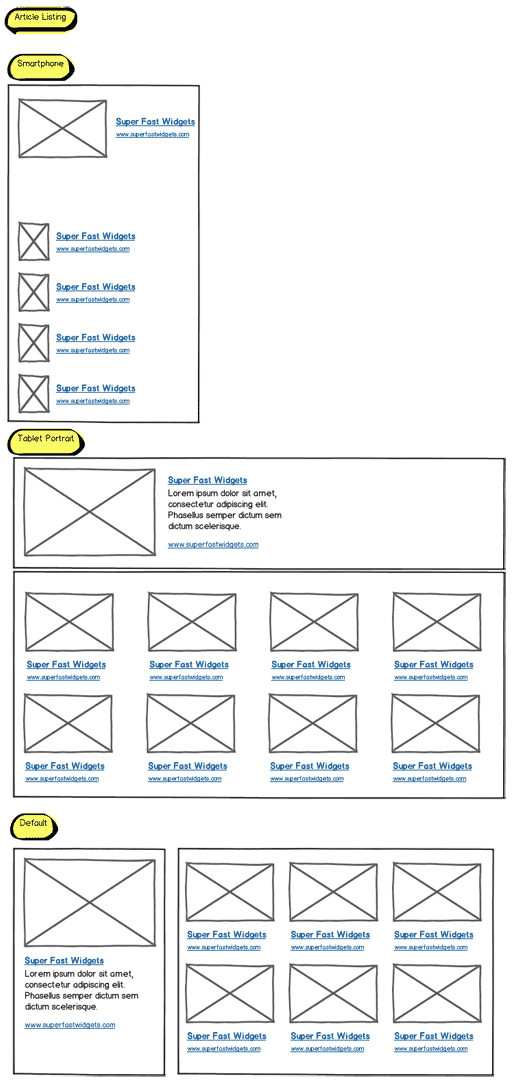 Article Listing
Smartphone
Super Fast Widgets
www.superfastwidgets.com
Super Fast Widgets
www.superfastwidgets.com
Super Fast Widgets
www.superfastwidgets.com
Super Fast Widgets
www.superfastwidgets.com
Super Fast Widgets
www.superfastwidgets.com
Tablet Portrait
Super Fast Widgets
Lorem ipsum dolor sit amet,
consectetur adipiscing elit.
Phasellus semper dictum sem
dictum scelerisque.
www.superfastwidgets.com
Super Fast Widgets Super Fast Widgets Super Fast Widgets Super Fast Widgets
www.superfastwidgets.com www.superfastwidgets.com www.superfastwidgets.com www.superfastwidgets.com
Super Fast Widgets Super Fast Widgets Super Fast Widgets Super Fast Widgets
www.superfastwidgets.com www.superfastwidgets.com www.superfastwidgets.com www.superfastwidgets.com
Default
Super Fast Widgets
Lorem ipsum dolor sit amet,
consectetur adipiscing elit.
Phasellus semper dictum sem
dictum scelerisque.
www.superfastwidgets.com
Super Fast Widgets Super Fast Widgets Super Fast Widgets
www.superfastwidgets.com www.superfastwidgets.com www.superfastwidgets.com
Super Fast Widgets Super Fast Widgets Super Fast Widgets
www.superfastwidgets.com www.superfastwidgets.com www.superfastwidgets.com